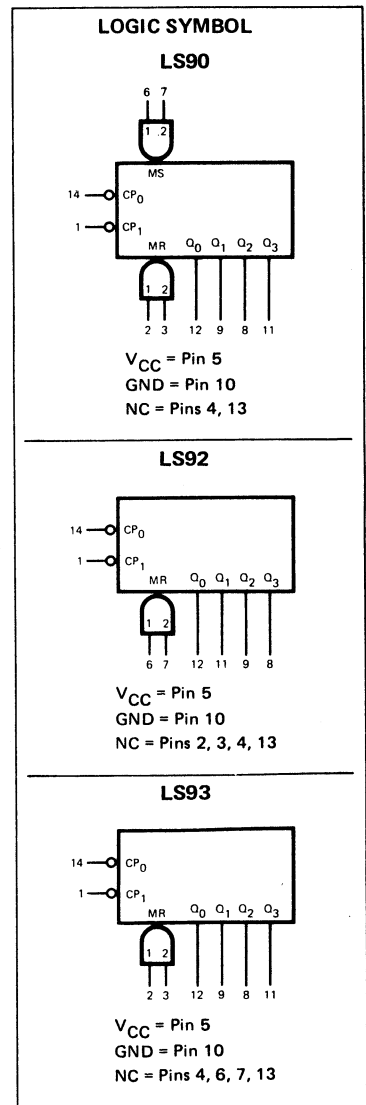 LOGIC SYMBOL
LS90
6 7
1 2
MS
14 CP0
1 CP1
MR Q0 Q1 Q2 Q3
1 2
2 3 12 9 8 11
VCC = Pin 5
GND = Pin 10
NC = Pins 4, 13
LS92
14 CP0
1 CP1
MR Q0 Q1 Q2 Q3
1 2
6 7 12 11 9 8
VCC = Pin 5
GND = Pin 10
NC = Pins 2, 3, 4, 13
LS93
14 CP0
1 CP1
MR Q0 Q1 Q2 Q3
1 2
2 3 12 9 8 11
VCC = Pin 5
GND = Pin 10
NC = Pins 4, 6, 7, 13